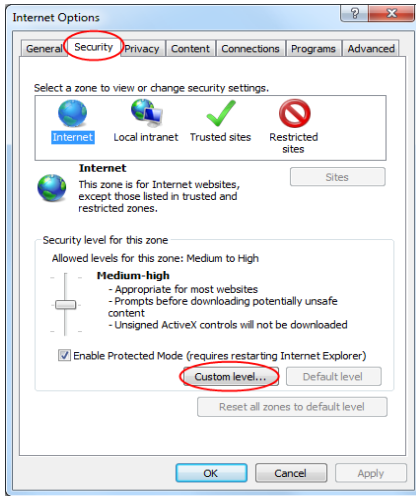 Internet Options
General Security Privacy Content Connections Programs Advanced
Select a zone to view or change security settings.
Internet Local intranet Trusted sites Restricted
sites
Internet
Sites
This zone is for Internet websites,
except those listed in trusted and
restricted zones.
Security level for this zone
Allowed levels for this zone: Medium to High
Medium-high
- Appropriate for most websites
- Prompts before downloading potentially unsafe
content
- Unsigned ActiveX controls will not be downloaded
Enable Protected Mode (requires restarting Internet Explorer)
Custom level... Default level
Reset all zones to default level
OK Cancel Apply